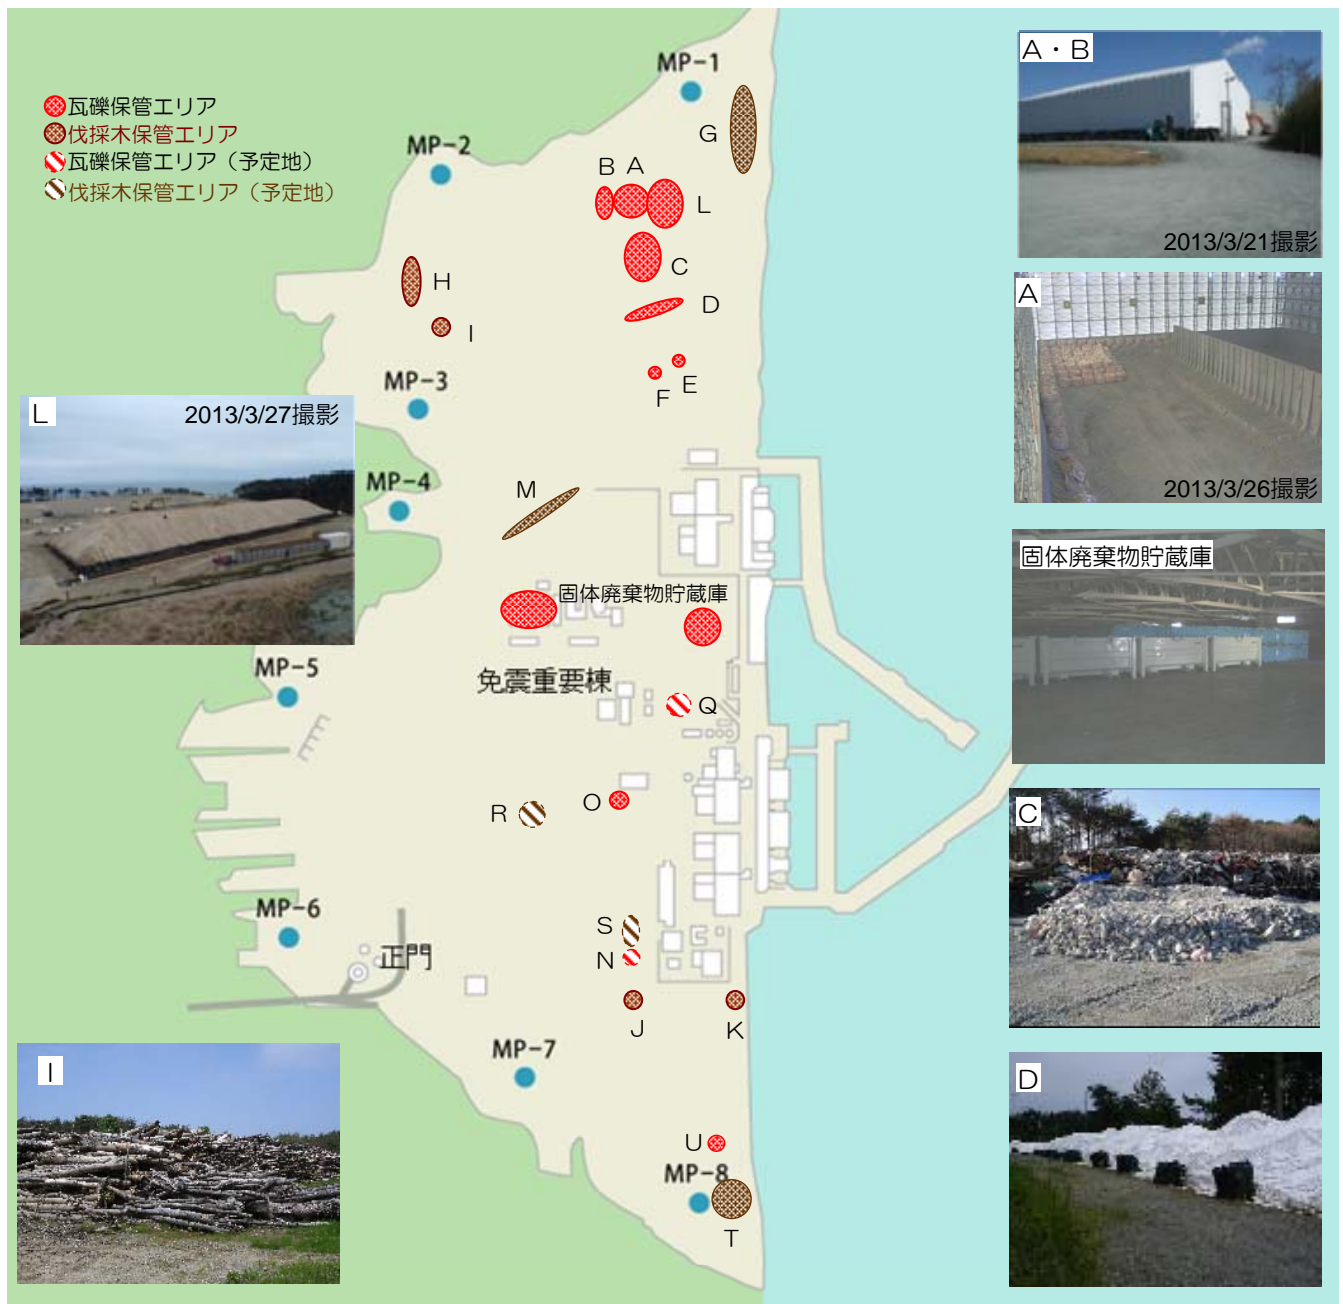 MP-1
A・B
瓦礫保管エリア
伐採木保管エリア
瓦礫保管エリア（予定地）
伐採木保管エリア（予定地）
MP-2
G
B
A
L
2013/3/21撮影
H
C
I
D
A
MP-3
F
E
L
2013/3/27撮影
MP-4
M
2013/3/26撮影
固体廃棄物貯蔵庫
固体廃棄物貯蔵庫
MP-5
免震重要棟
Q
R
O
C
MP-6
S
正門
N
J
K
MP-7
I
D
U
MP-8
T